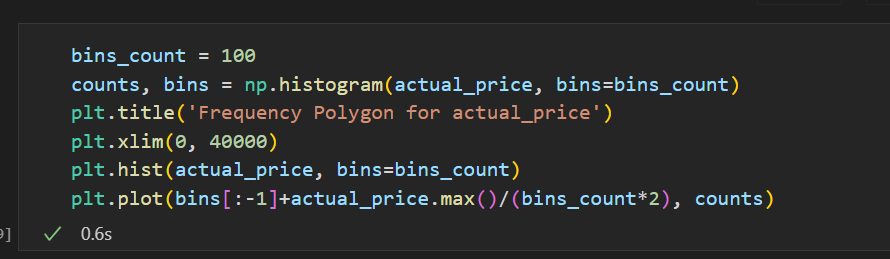 bins_count = 100
counts, bins = np.histogram(actual_price, bins=bins_count)
plt.title('Frequency Polygon for actual_price')
plt.xlim(0, 40000)
plt.hist(actual_price, bins=bins_count)
plt.plot(bins[:-1]+actual_price.max()/(bins_count*2), counts)
9] ✓ 0.6s